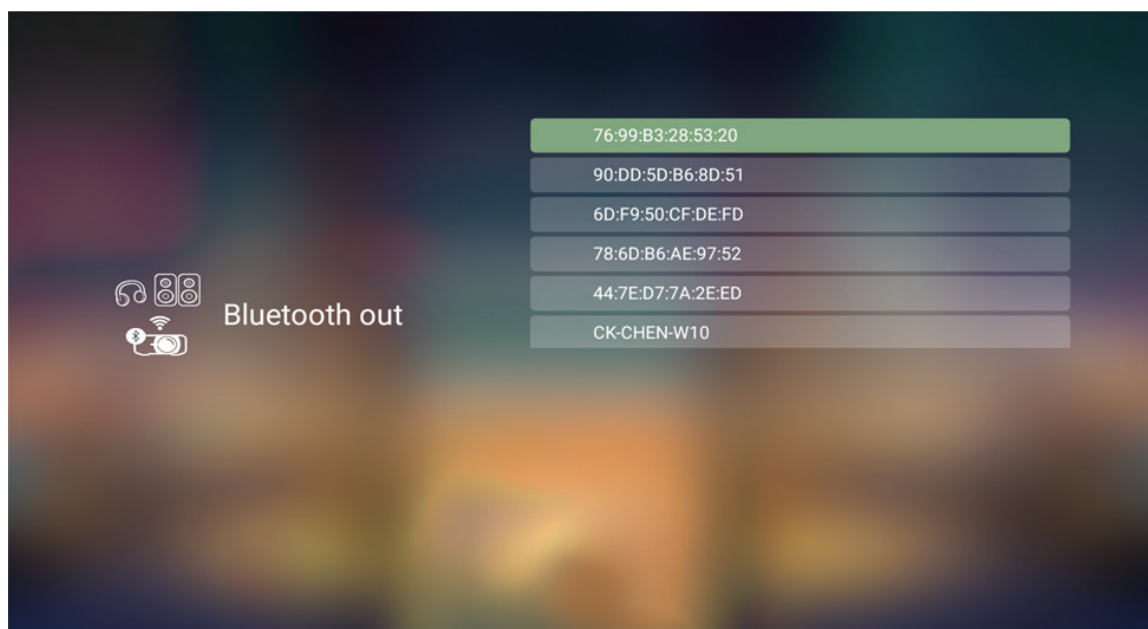 76:99:B3:28:53:20
90:DD:5D:B6:8D:51
6D:F9:50:CF:DE:FD
78:6D:B6:AE:97:52
44:7E:D7:7A:2E:ED
CK-CHEN-W10
Bluetooth out